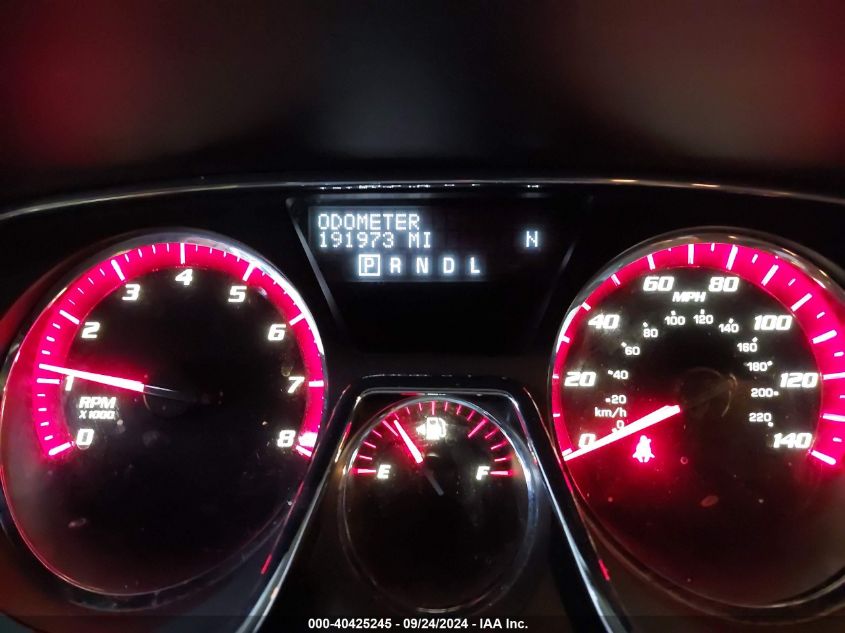 ODOMETER
191973 MI N
P R N D L
0 1 2 3 4 5 6 7 8
RPM
X 1000
E F
0 20 40 60 80 100 120 140
MPH
0 20 40 60 80 100 120 140 160 180 200 220
km/h
000-40425245 - 09/24/2024 - IAA Inc.